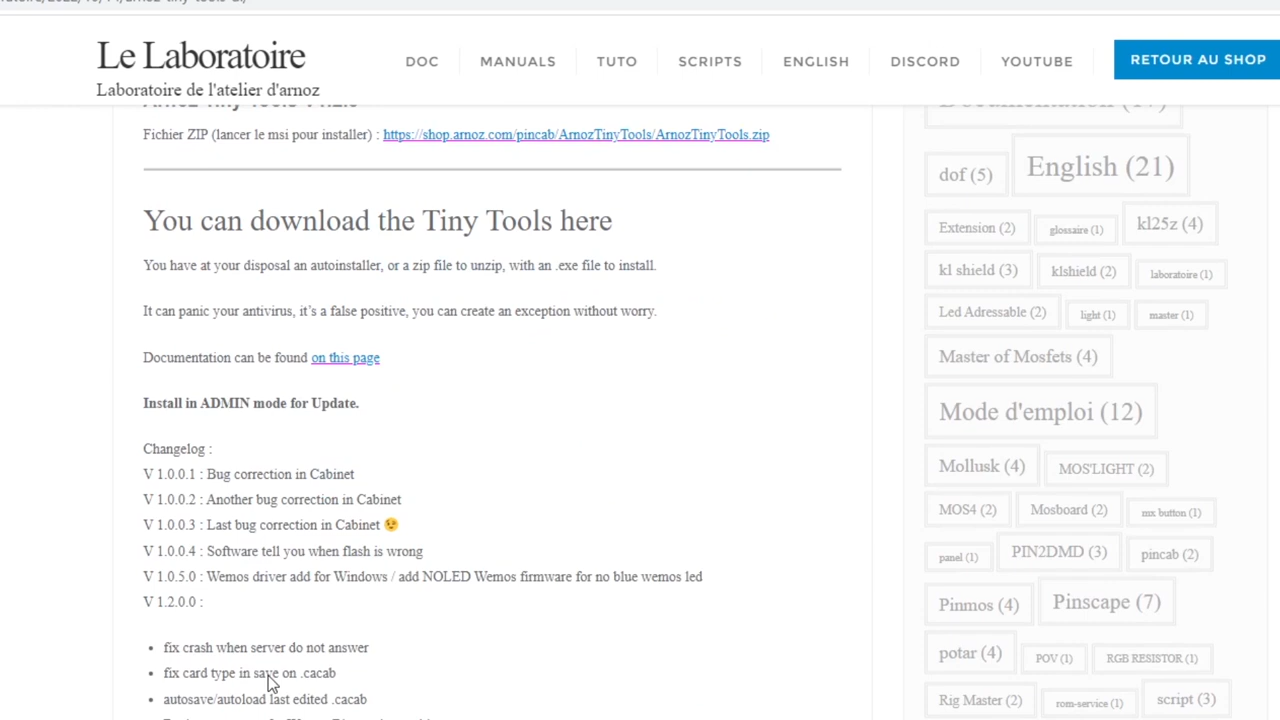 Le Laboratoire
Laboratoire de l'atelier d'arnoz
DOC
MANUALS
TUTO
SCRIPTS
ENGLISH
DISCORD
YOUTUBE
RETOUR AU SHOP
Fichier ZIP (lancer le msi pour installer) : https://shop.arnoz.com/pincab/ArnozTinyTools/ArnozTinyTools.zip
You can download the Tiny Tools here
You have at your disposal an autoinstaller, or a zip file to unzip, with an .exe file to install.
It can panic your antivirus, it's a false positive, you can create an exception without worry.
Documentation can be found on this page
Install in ADMIN mode for Update.
Changelog :
V 1.0.0.1 : Bug correction in Cabinet
V 1.0.0.2 : Another bug correction in Cabinet
V 1.0.0.3 : Last bug correction in Cabinet 😉
V 1.0.0.4 : Software tell you when flash is wrong
V 1.0.5.0 : Wemos driver add for Windows / add NOLED Wemos firmware for no blue wemos led
V 1.2.0.0 :
• fix crash when server do not answer
• fix card type in save on .cacab
• autosave/autoload last edited .cacab
dof (5)
English (21)
Extension (2)
glossaire (1)
kl25z (4)
kl shield (3)
klshield (2)
laboratoire (1)
Led Adressable (2)
light (1)
master (1)
Master of Mosfets (4)
Mode d'emploi (12)
Mollusk (4)
MOS'LIGHT (2)
MOS4 (2)
Mosboard (2)
mx button (1)
panel (1)
PIN2DMD (3)
pincab (2)
Pinmos (4)
Pinscape (7)
potar (4)
POV (1)
RGB RESISTOR (1)
Rig Master (2)
rom-service (1)
script (3)